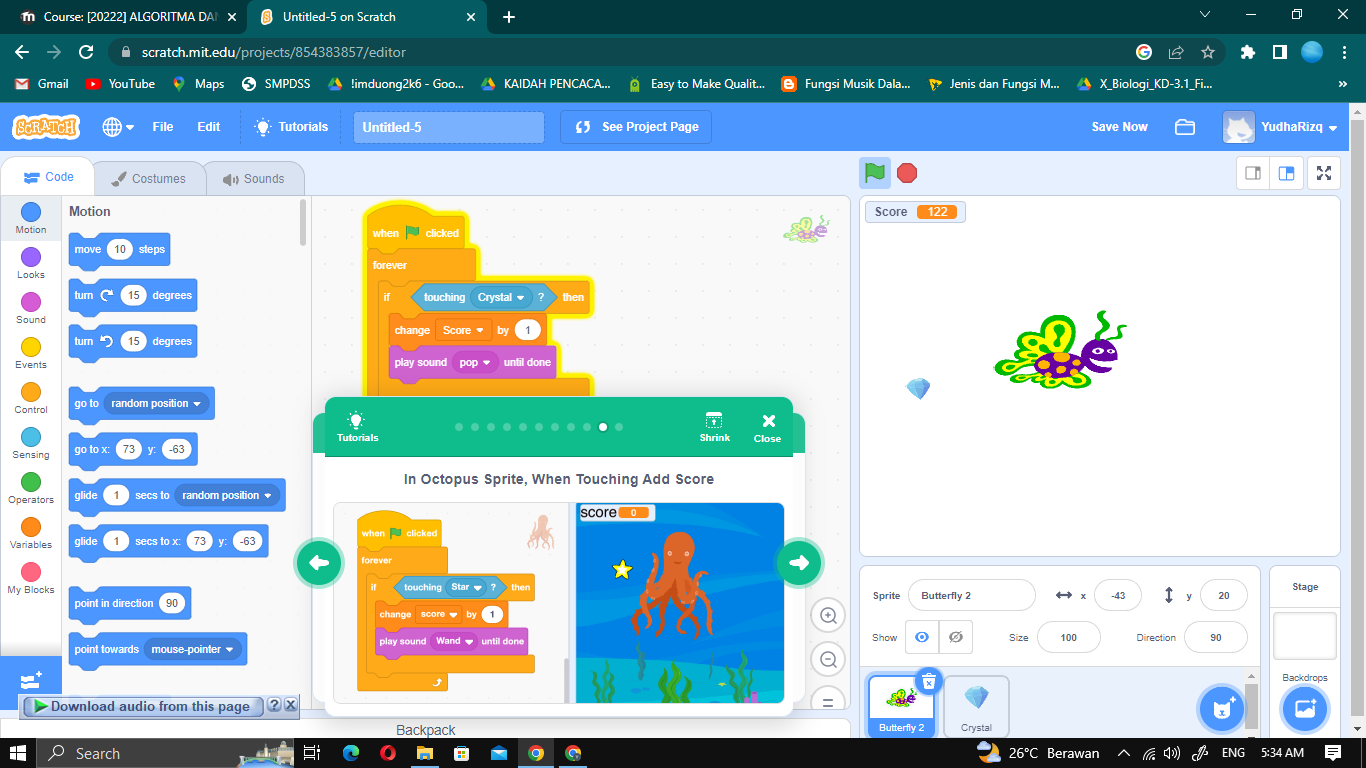 Course: [20222] ALGORITMA DAN
Untitled-5 on Scratch
scratch.mit.edu/projects/854383857/editor
Gmail
YouTube
Maps
SMPDSS
!imduong2k6 - Goo...
KAIDAH PENCACA...
Easy to Make Qualit...
Fungsi Musik Dala...
Jenis dan Fungsi M...
X_Biologi_KD-3.1_Fi...
»
SCRATCH
File
Edit
Tutorials
Untitled-5
See Project Page
Save Now
YudhaRizq
Code
Costumes
Sounds
Motion
Looks
Sound
Events
Control
Sensing
Operators
Variables
My Blocks
Motion
move 10 steps
turn 15 degrees
turn 15 degrees
go to random position
go to x: 73 y: -63
glide 1 secs to random position
glide 1 secs to x: 73 y: -63
point in direction 90
point towards mouse-pointer
when clicked
forever
if touching Crystal ? then
change Score by 1
play sound pop until done
Tutorials
Shrink
Close
In Octopus Sprite, When Touching Add Score
when clicked
forever
if touching Star ? then
change score by 1
play sound Wand until done
score 0
Score 122
Sprite Butterfly 2 x -43 y 20
Show Size 100 Direction 90
Butterfly 2
Crystal
Stage
Backdrops
Download audio from this page ? X
Backpack
Search
26°C Berawan
ENG
5:34 AM